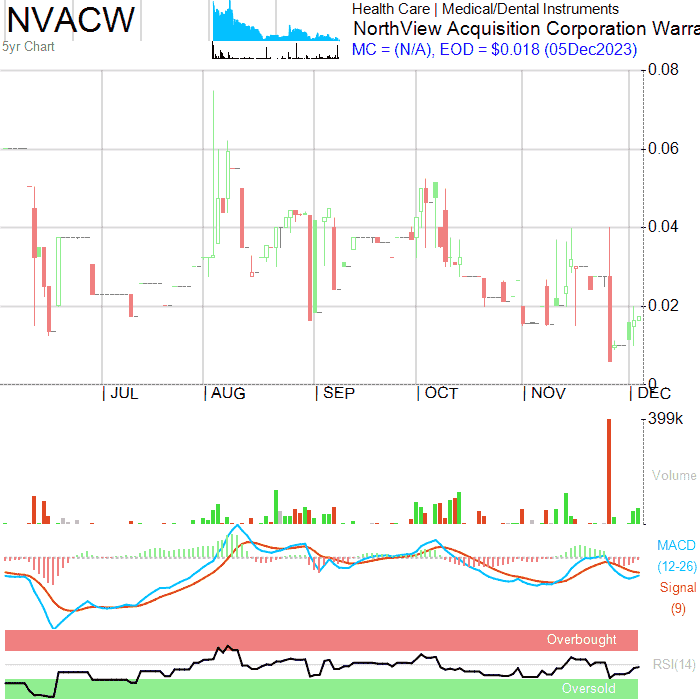 NVACW
5yr Chart
Health Care | Medical/Dental Instruments
NorthView Acquisition Corporation Warra
MC = (N/A), EOD = $0.018 (05Dec2023)
0.08
0.06
0.04
0.02
0
| JUL
| AUG
| SEP
| OCT
| NOV
| DEC
399k
Volume
MACD
(12-26)
Signal
(9)
Overbought
RSI(14)
Oversold